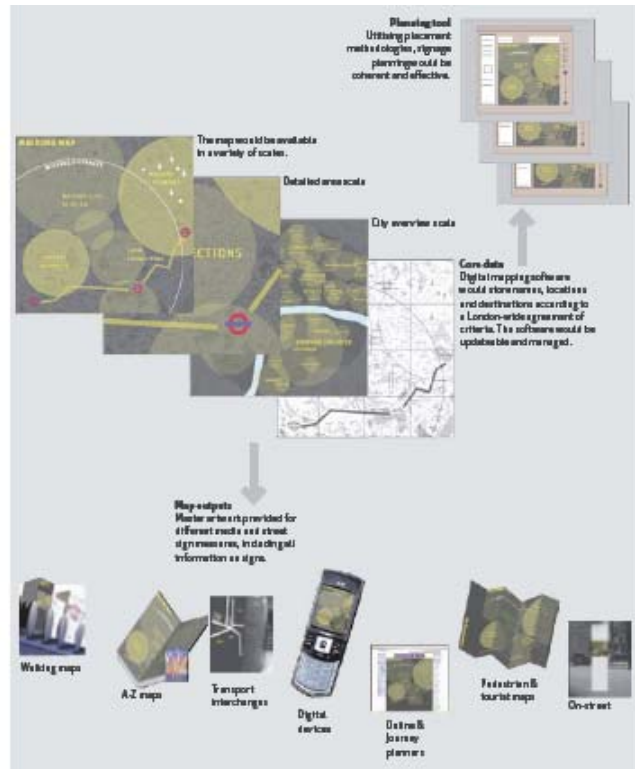 Planning tool
Utilising placement
methodologies, signage
planning would be
coherent and effective.
WALKING MAP
The map would be available
in a variety of scales.
Detailed area scale
City overview scale
ECTIONS
Core data
Digital mapping software
would store names, locations
and destinations according to
a London-wide agreement of
criteria. The software would be
updateable and managed.
Map outputs
Master artwork provided for
different media and street
sign measures, including all
information on signs.
Walking maps
A-Z maps
Transport
interchanges
Digital
devices
Online &
Journey
planners
Pedestrian &
tourist maps
On-street